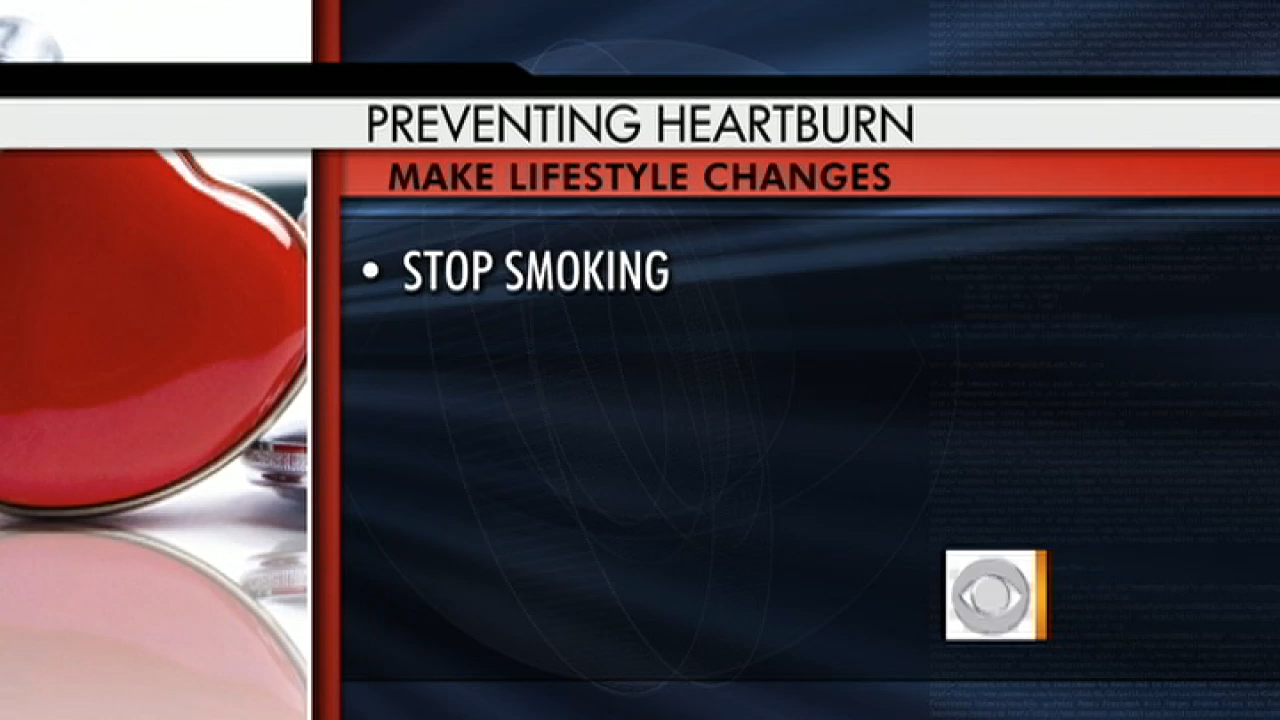 PREVENTING HEARTBURN
MAKE LIFESTYLE CHANGES
• STOP SMOKING